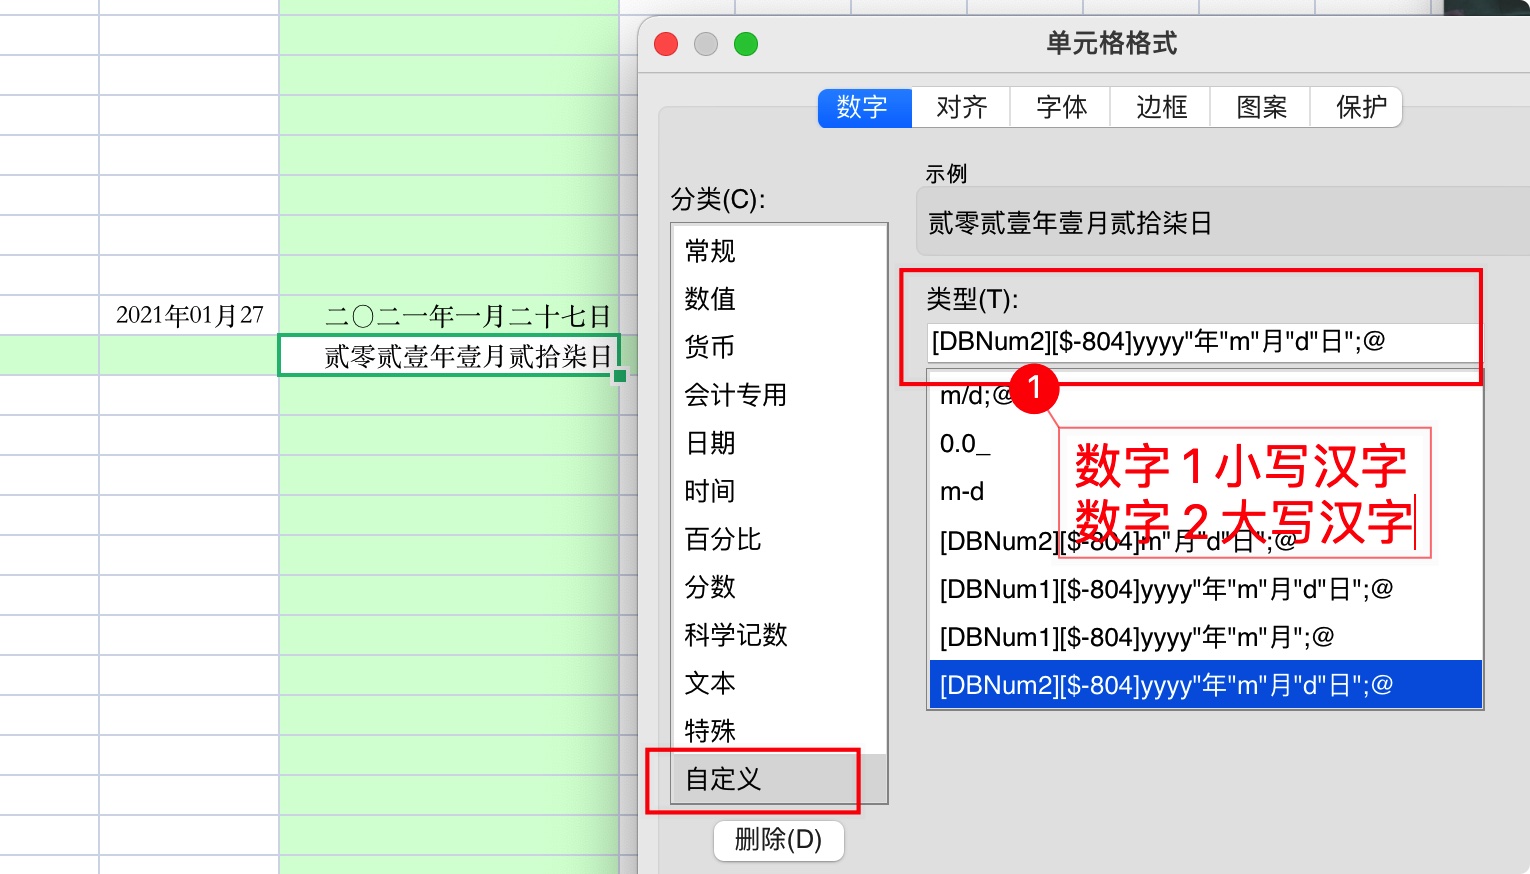 单元格格式
数字
对齐
字体
边框
图案
保护
示例
分类(C):
贰零贰壹年壹月贰拾柒日
常规
数值
货币
会计专用
日期
时间
百分比
分数
科学记数
文本
特殊
自定义
删除(D)
类型(T):
[DBNum2][$-804]yyyy"年"m"月"d"日";@
m/d;@
0.0_
m-d
[DBNum2][$-804]m"月"d"日";@
[DBNum1][$-804]yyyy"年"m"月"d"日";@
[DBNum1][$-804]yyyy"年"m"月";@
[DBNum2][$-804]yyyy"年"m"月"d"日";@
1
数字 1 小写汉字
数字 2 大写汉字
2021年01月27
二〇二一年一月二十七日
贰零贰壹年壹月贰拾柒日